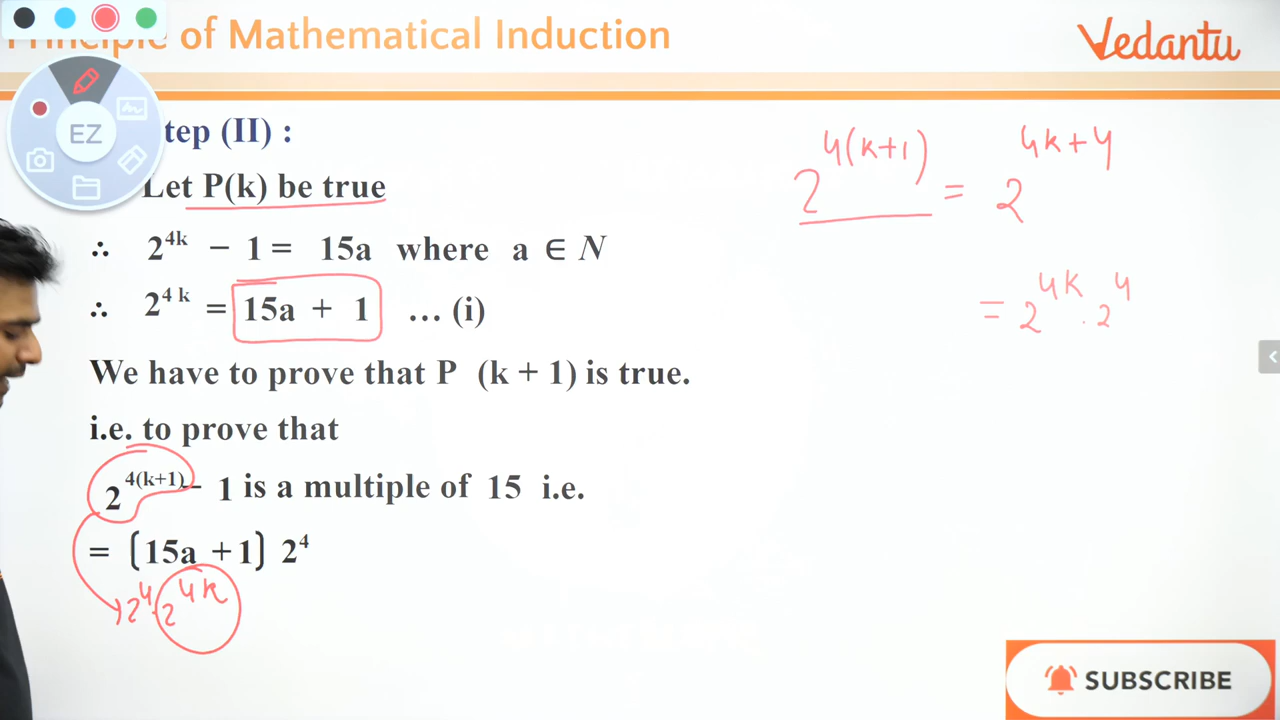 Principle of Mathematical Induction
Vedantu
EZ
tep (II) :
Let P(k) be true
∴ 2^{4k} − 1 = 15a where a ∈ N
∴ 2^{4 k} = 15a + 1 ... (i)
We have to prove that P (k + 1) is true.
i.e. to prove that
2^{4(k+1)} − 1 is a multiple of 15 i.e.
= (15a + 1) 2^4
2^4 . 2^{4k}
2^{4(k+1)} = 2^{4k+4}
= 2^{4k} . 2^4
SUBSCRIBE